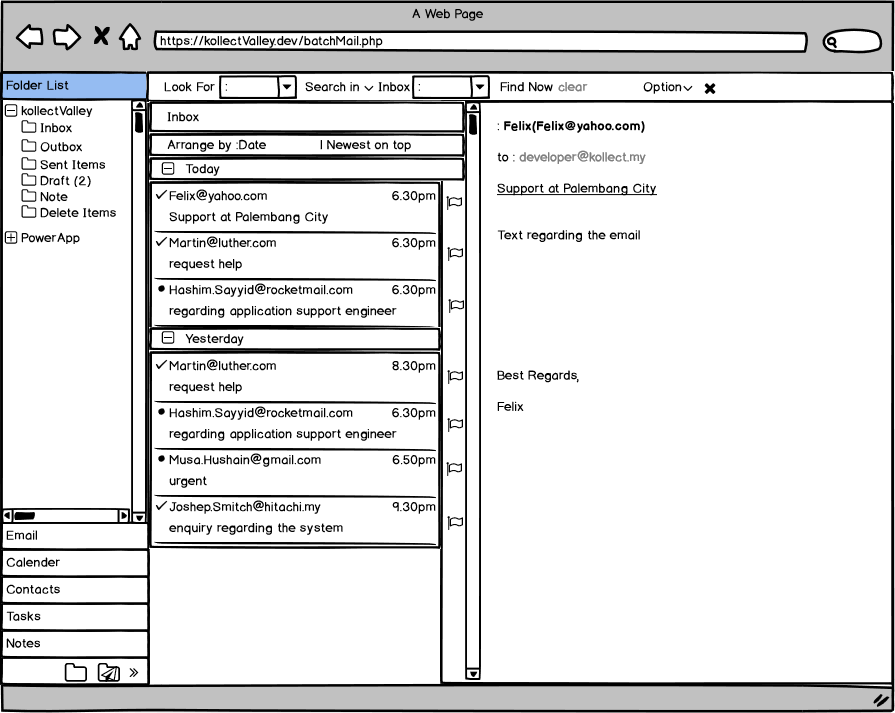 A Web Page
https://kollectValley.dev/batchMail.php
Folder List
Look For :
Search in Inbox :
Find Now clear
Option
kollectValley
Inbox
Outbox
Sent Items
Draft (2)
Note
Delete Items
PowerApp
Email
Calender
Contacts
Tasks
Notes
»
Inbox
Arrange by :Date | Newest on top
Today
Felix@yahoo.com 6.30pm
Support at Palembang City
Martin@luther.com 6.30pm
request help
Hashim.Sayyid@rocketmail.com 6.30pm
regarding application support engineer
Yesterday
Martin@luther.com 8.30pm
request help
Hashim.Sayyid@rocketmail.com 6.30pm
regarding application support engineer
Musa.Hushain@gmail.com 6.50pm
urgent
Joshep.Smitch@hitachi.my 9.30pm
enquiry regarding the system
: Felix(Felix@yahoo.com)
to : developer@kollect.my
Support at Palembang City
Text regarding the email
Best Regards,
Felix